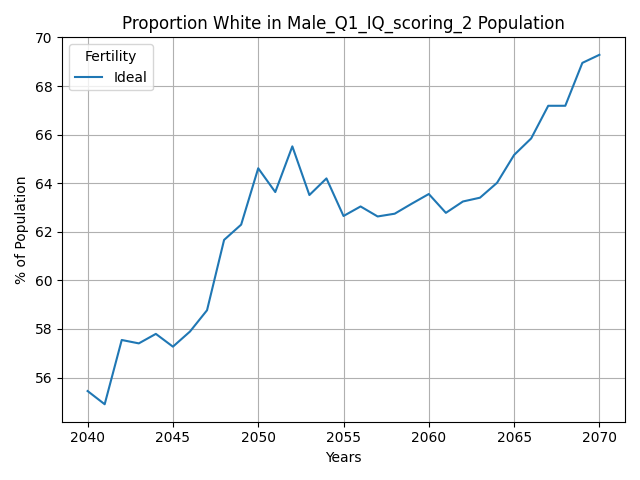 Proportion White in Male_Q1_IQ_scoring_2 Population
70
68
66
64
62
60
58
56
% of Population
Fertility
Ideal
2040 2045 2050 2055 2060 2065 2070
Years